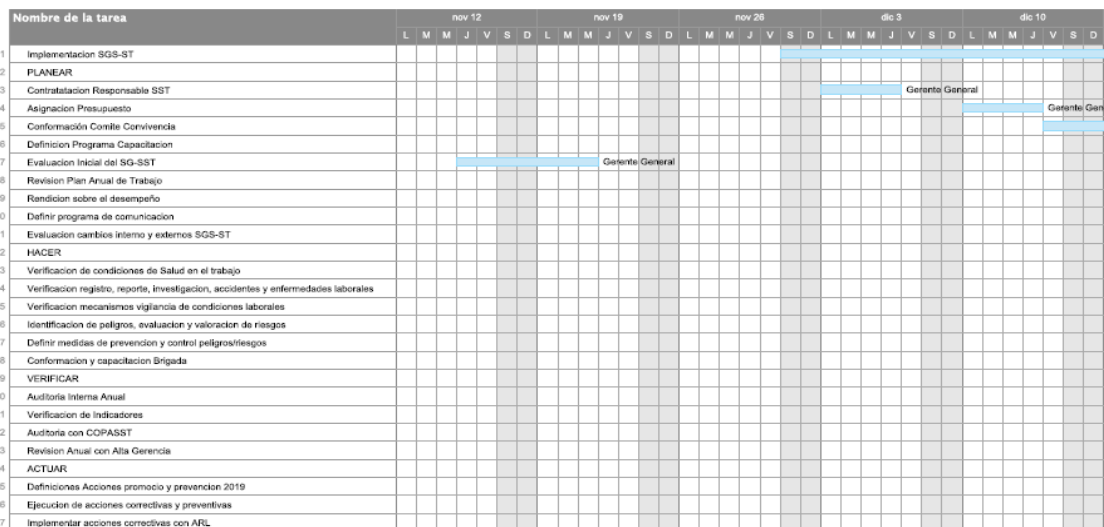 Nombre de la tarea nov 12 nov 19 nov 26 dic 3 dic 10
L M M J V S D L M M J V S D L M M J V S D L M M J V S D L M M J V S D
1 Implementacion SGS-ST
2 PLANEAR
3 Contratatacion Responsable SST Gerente General
4 Asignacion Presupuesto Gerente Gen
5 Conformación Comite Convivencia
6 Definicion Programa Capacitacion
7 Evaluacion Inicial del SG-SST Gerente General
8 Revision Plan Anual de Trabajo
9 Rendicion sobre el desempeño
0 Definir programa de comunicacion
1 Evaluacion cambios interno y externos SGS-ST
2 HACER
3 Verificacion de condiciones de Salud en el trabajo
4 Verificacion registro, reporte, investigacion, accidentes y enfermedades laborales
5 Verificacion mecanismos vigilancia de condiciones laborales
6 Identificacion de peligros, evaluacion y valoracion de riesgos
7 Definir medidas de prevencion y control peligros/riesgos
8 Conformacion y capacitacion Brigada
9 VERIFICAR
0 Auditoria Interna Anual
1 Verificacion de Indicadores
2 Auditoria con COPASST
3 Revision Anual con Alta Gerencia
4 ACTUAR
5 Definiciones Acciones promocio y prevencion 2019
6 Ejecucion de acciones correctivas y preventivas
7 Implementar acciones correctivas con ARL